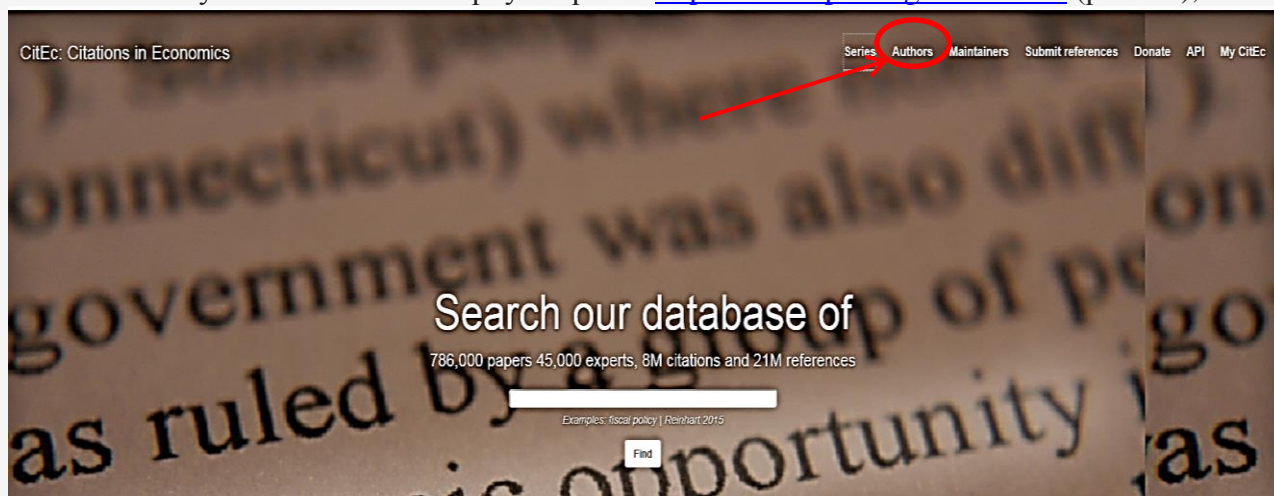 CitEc: Citations in Economics
Series Authors Maintainers Submit references Donate API My CitEc
) where
onnecticut)
government was also diff
as ruled by a group of
opportunity
Search our database of
786,000 papers 45,000 experts, 8M citations and 21M references
Examples: fiscal policy | Reinhart 2015
Find